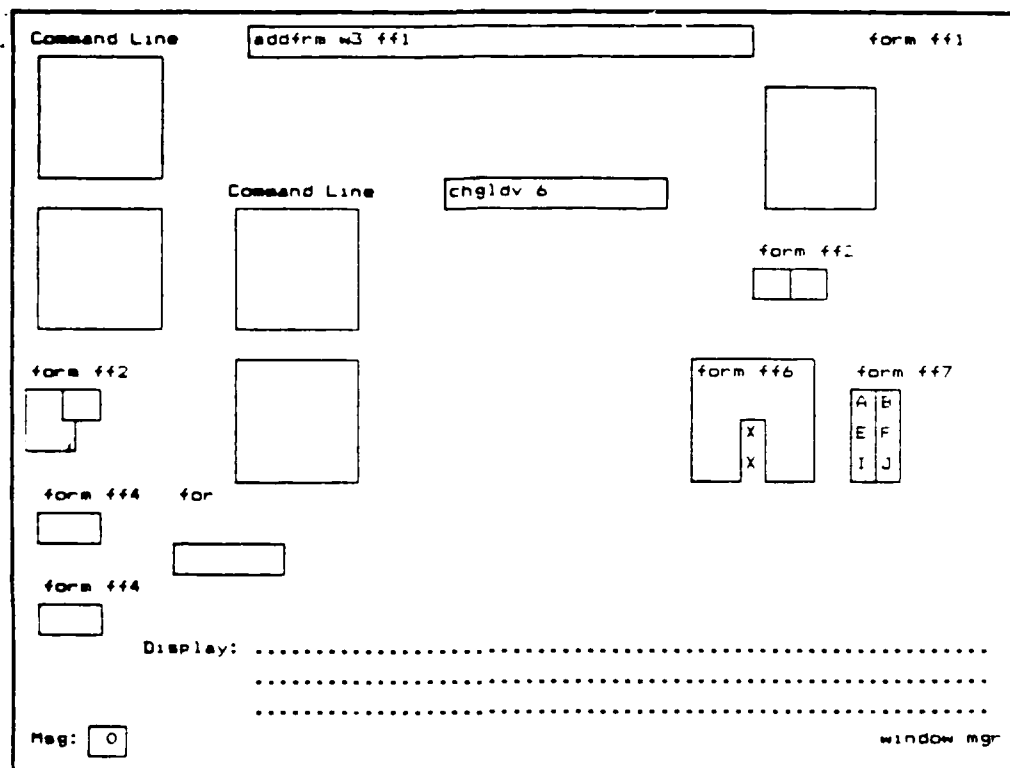 Command Line addfrm w3 ff1 form ff1
Command Line chgldv 6
form ff2
form ff2 form ff6 form ff7
A B
X E F
X I J
form ff4 for
form ff4
Display: ............................................................
............................................................
............................................................
Msg: 0 window mgr